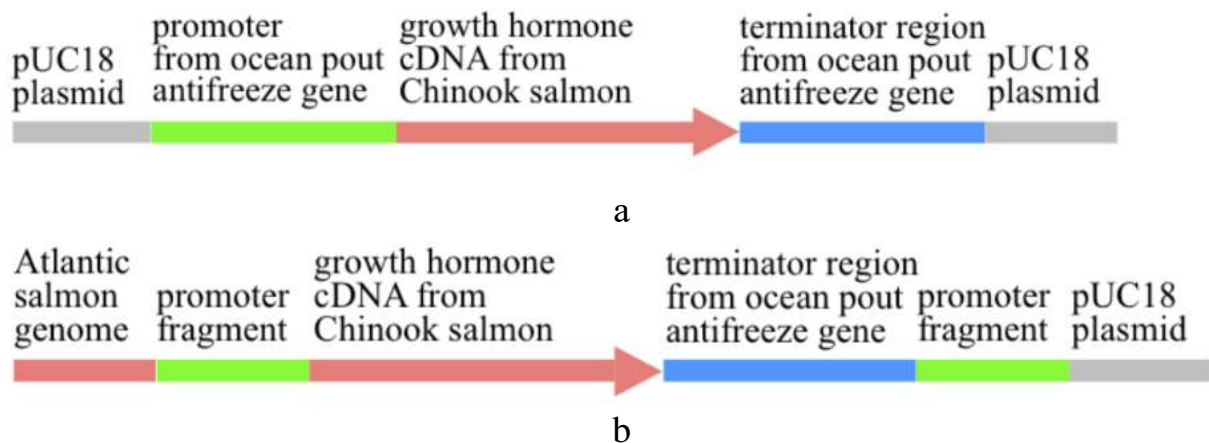 pUC18
plasmid
promoter
from ocean pout
antifreeze gene
growth hormone
cDNA from
Chinook salmon
terminator region
from ocean pout
antifreeze gene
pUC18
plasmid
a
Atlantic
salmon
genome
promoter
fragment
growth hormone
cDNA from
Chinook salmon
terminator region
from ocean pout
antifreeze gene
promoter
fragment
pUC18
plasmid
b